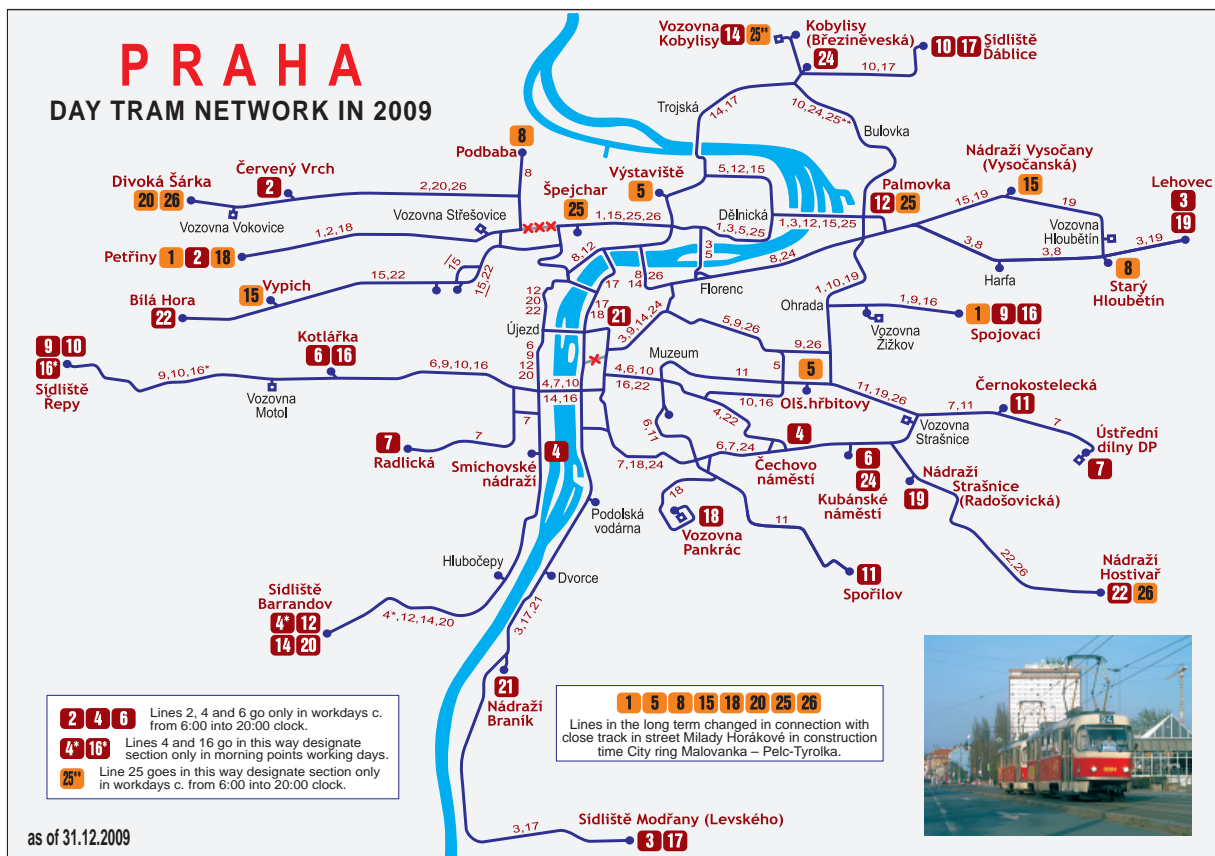 PRAHA
DAY TRAM NETWORK IN 2009
Vozovna
Kobylisy
14 25**
Kobylisy
(Březiněveská)
24
10 17
Sídliště
Ďáblice
10,17
14,17
10,24,25**
Trojská
Bulovka
8
Podbaba
8
Červený Vrch
2
Divoká Šárka
20 26
Vozovna Vokovice
2,20,26
Vozovna Střešovice
Špejchar
25
Výstaviště
5
5,12,15
Dělnická
1,15,25,26
1,3,5,25
1,3,12,15,25
Palmovka
12 25
Nádraží Vysočany
(Vysočanská)
15
15,19
19
Lehovec
3
19
Vozovna
Hloubětín
3,19
3,8
3,8
Harfa
8
Starý
Hloubětín
1,2,18
Petřiny
1 2 18
15,22
15
15,22
Vypich
15
Bílá Hora
22
8,12
17
8
14
26
3
5
8,24
Florenc
12
20
22
17
18
21
3,9,14,24
Újezd
1,10,19
Ohrada
1,9,16
1 9 16
Spojovací
Vozovna
Žižkov
5,9,26
9,26
5
9 10
16*
Sídliště
Řepy
9,10,16*
Vozovna
Motol
Kotlářka
6 16
6,9,10,16
6
9
12
20
4,7,10
14,16
4,6,10
16,22
Muzeum
11
10,16
5
Olš.hřbitovy
11,19,26
Vozovna
Strašnice
7,11
Černokostelecká
11
7
Ústřední
dílny DP
7
7
Radlická
7
7
Smíchovské
nádraží
4
6,11
4,22
4
Čechovo
náměstí
6,7,24
7,18,24
6
24
Kubánské
náměstí
Nádraží
Strašnice
(Radošovická)
19
18
18
Vozovna
Pankrác
11
11
Spořilov
22,26
Nádraží
Hostivař
22 26
Podolská
vodárna
Hlubočepy
Dvorce
Sídliště
Barrandov
4* 12
14 20
4*,12,14,20
3,17,21
21
Nádraží
Braník
2 4 6
Lines 2, 4 and 6 go only in workdays c.
from 6:00 into 20:00 clock.
4* 16*
Lines 4 and 16 go in this way designate
section only in morning points working days.
25**
Line 25 goes in this way designate section only
in workdays c. from 6:00 into 20:00 clock.
1 5 8 15 18 20 25 26
Lines in the long term changed in connection with
close track in street Milady Horákové in construction
time City ring Malovanka – Pelc-Tyrolka.
3,17
Sídliště Modřany (Levského)
3 17
as of 31.12.2009